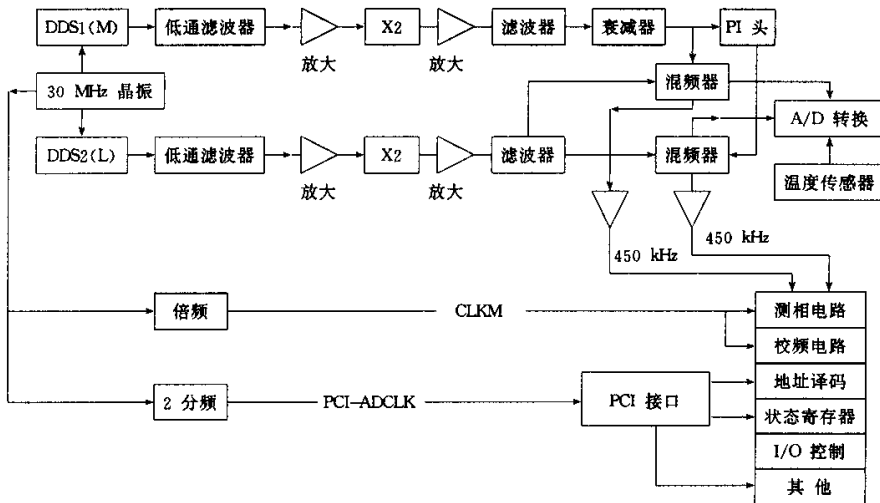 DDS1(M)
低通滤波器
放大
X2
放大
滤波器
衰减器
PI 头
混频器
30 MHz 晶振
A/D 转换
DDS2(L)
低通滤波器
放大
X2
放大
滤波器
混频器
温度传感器
450 kHz
450 kHz
倍频
CLKM
测相电路
校频电路
2 分频
PCI-ADCLK
PCI 接口
地址译码
状态寄存器
I/O 控制
其 他